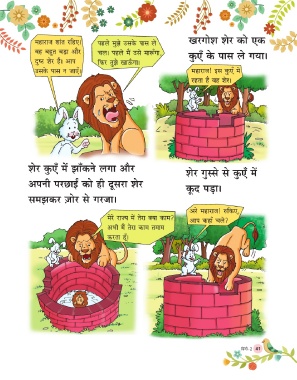 महाराज शांत रहिए।
वह बहुत बड़ा और
दुष्ट शेर है। आप
उसके पास न जाएँ।
पहले मुझे उसके पास ले
चल। पहले मैं उसे मारूँगा
फिर तुझे खाऊँगा।
खरगोश शेर को एक
कुएँ के पास ले गया।
महाराज! इस कुएँ में
रहता है वह शेर।
शेर कुएँ में झाँकने लगा और
अपनी परछाई को ही दूसरा शेर
समझकर ज़ोर से गरजा।
मेरे राज्य में तेरा क्या काम?
अभी मैं तेरा काम तमाम
करता हूँ।
शेर गुस्से से कुएँ में
कूद पड़ा।
अरे महाराज! रुकिए,
आप कहाँ चले?
41